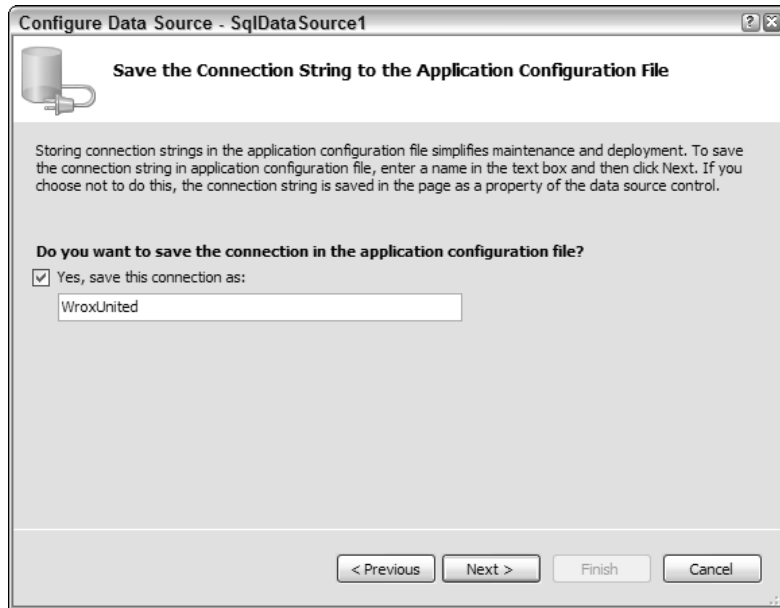 Configure Data Source - SqlDataSource1
Save the Connection String to the Application Configuration File
Storing connection strings in the application configuration file simplifies maintenance and deployment. To save
the connection string in application configuration file, enter a name in the text box and then click Next. If you
choose not to do this, the connection string is saved in the page as a property of the data source control.
Do you want to save the connection in the application configuration file?
Yes, save this connection as:
WroxUnited
< Previous
Next >
Finish
Cancel